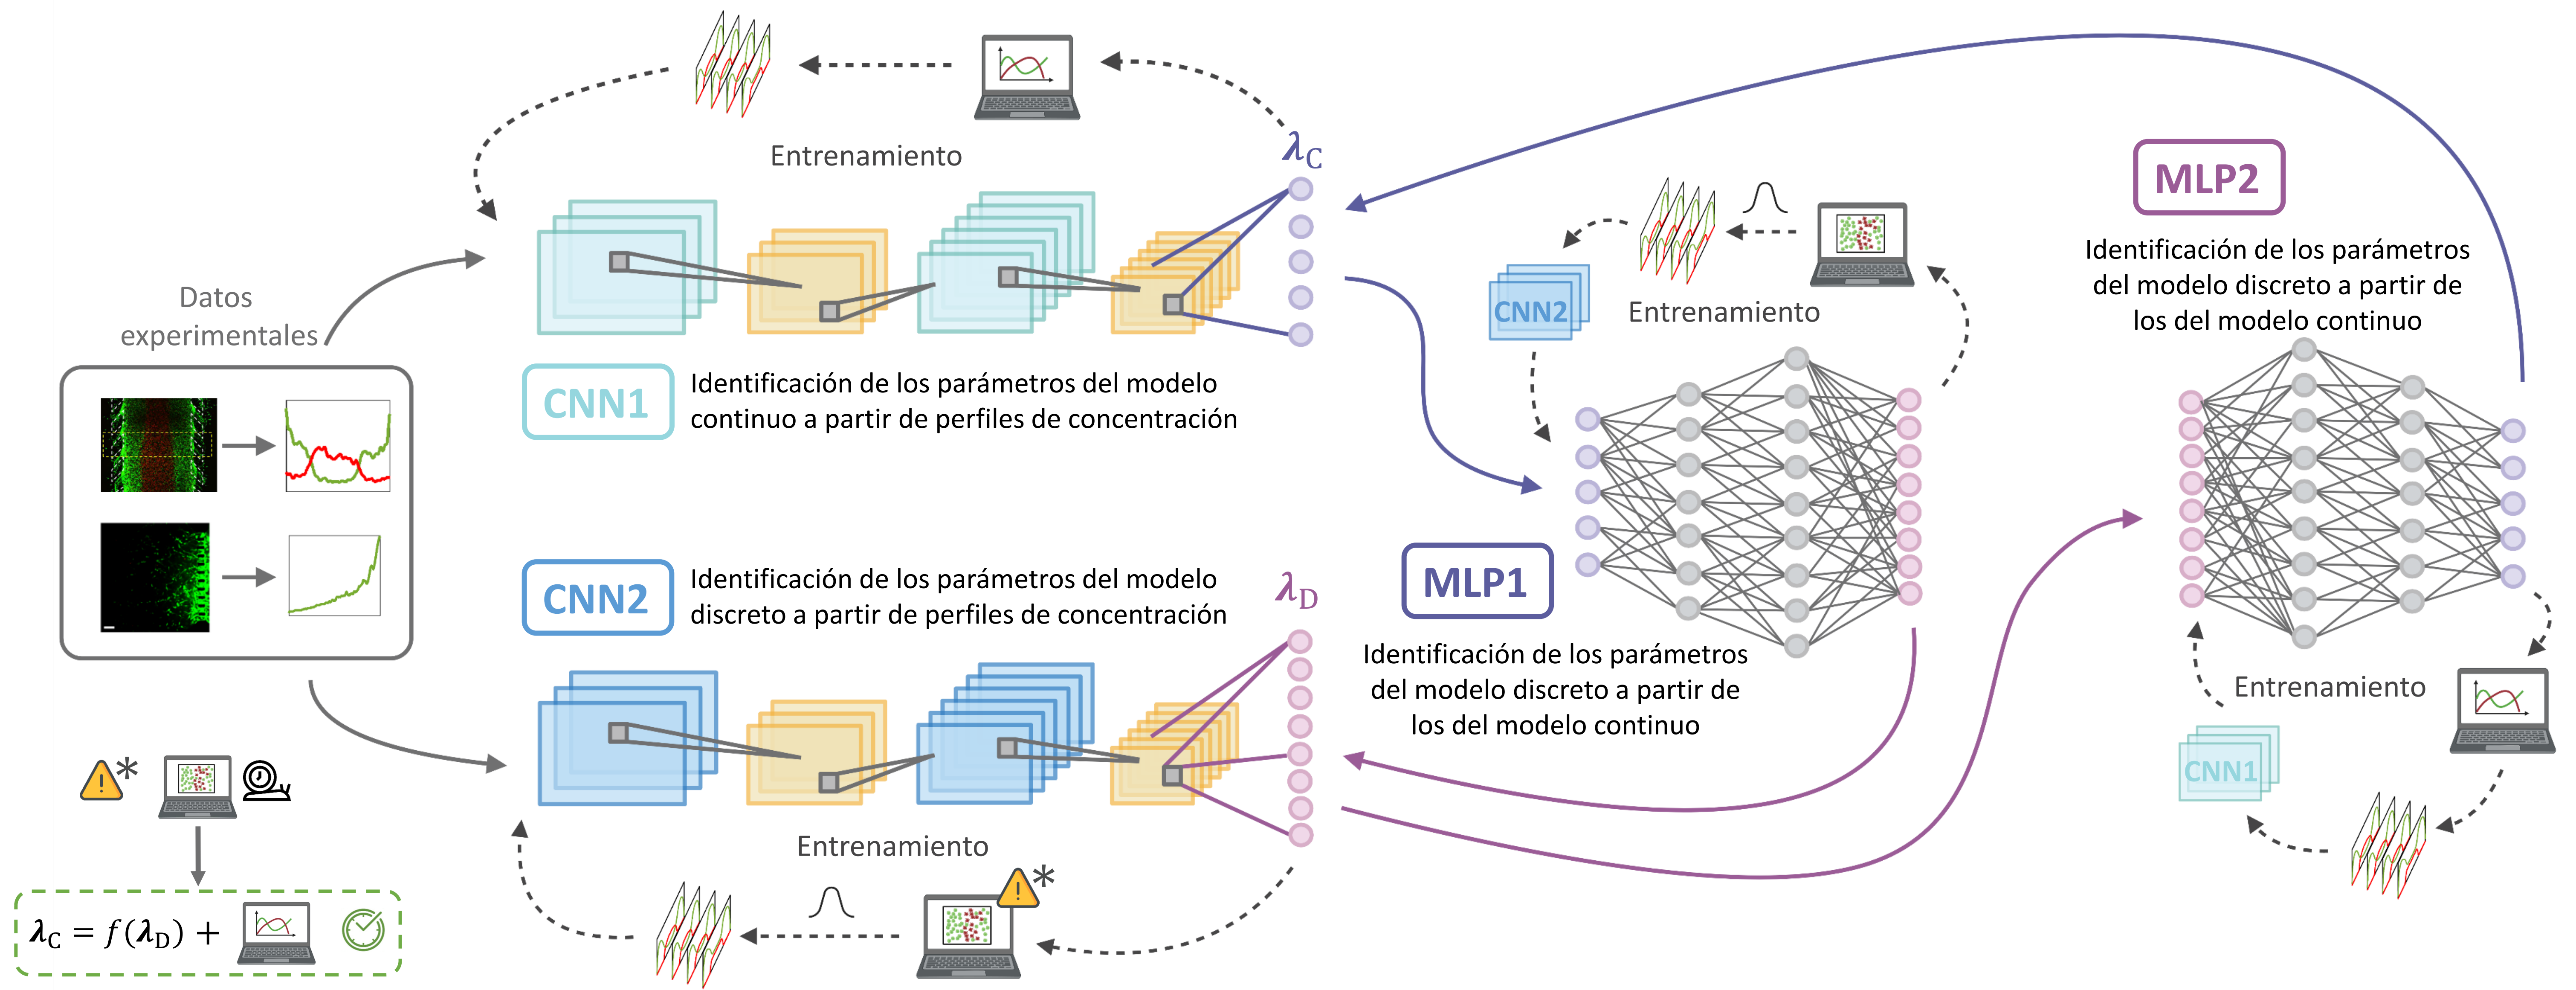 Entrenamiento
λC
Datos
experimentales
CNN1
Identificación de los parámetros del modelo
continuo a partir de perfiles de concentración
CNN2
Identificación de los parámetros del modelo
discreto a partir de perfiles de concentración
λD
Entrenamiento
*
*
λC = f(λD) +
CNN2
Entrenamiento
MLP1
Identificación de los parámetros
del modelo discreto a partir de
los del modelo continuo
MLP2
Identificación de los parámetros
del modelo discreto a partir de
los del modelo continuo
Entrenamiento
CNN1